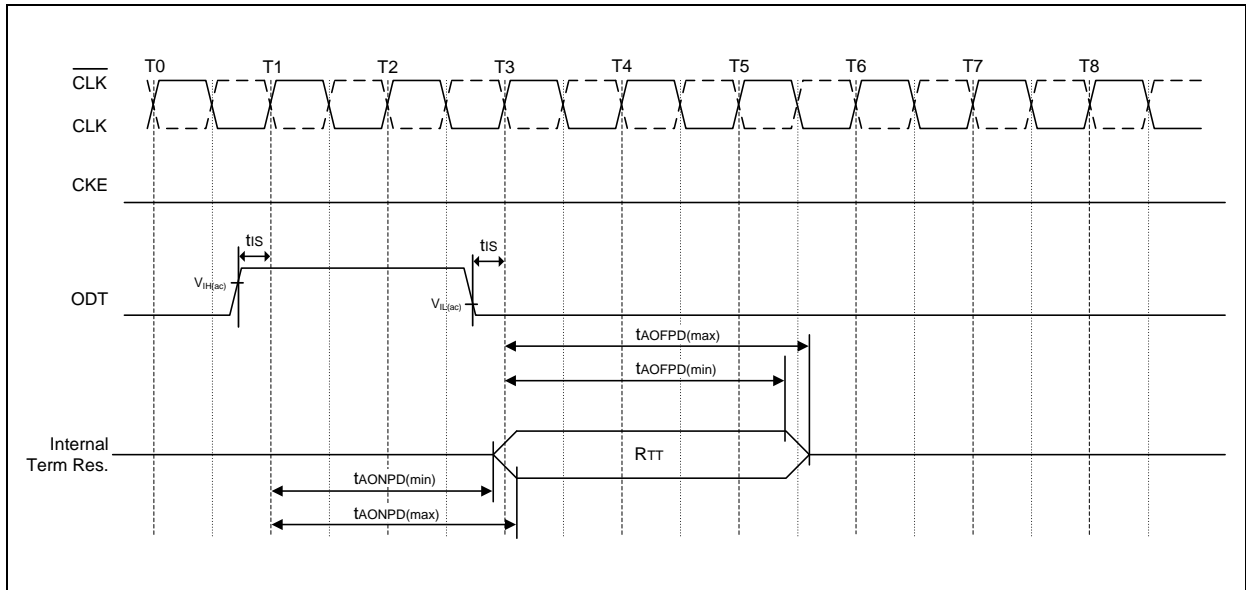 T0 T1 T2 T3 T4 T5 T6 T7 T8
CLK
CLK
CKE
tIS
tIS
VIH(ac)
ODT
VIL(ac)
tAOFPD(max)
tAOFPD(min)
Internal
Term Res.
RTT
tAONPD(min)
tAONPD(max)